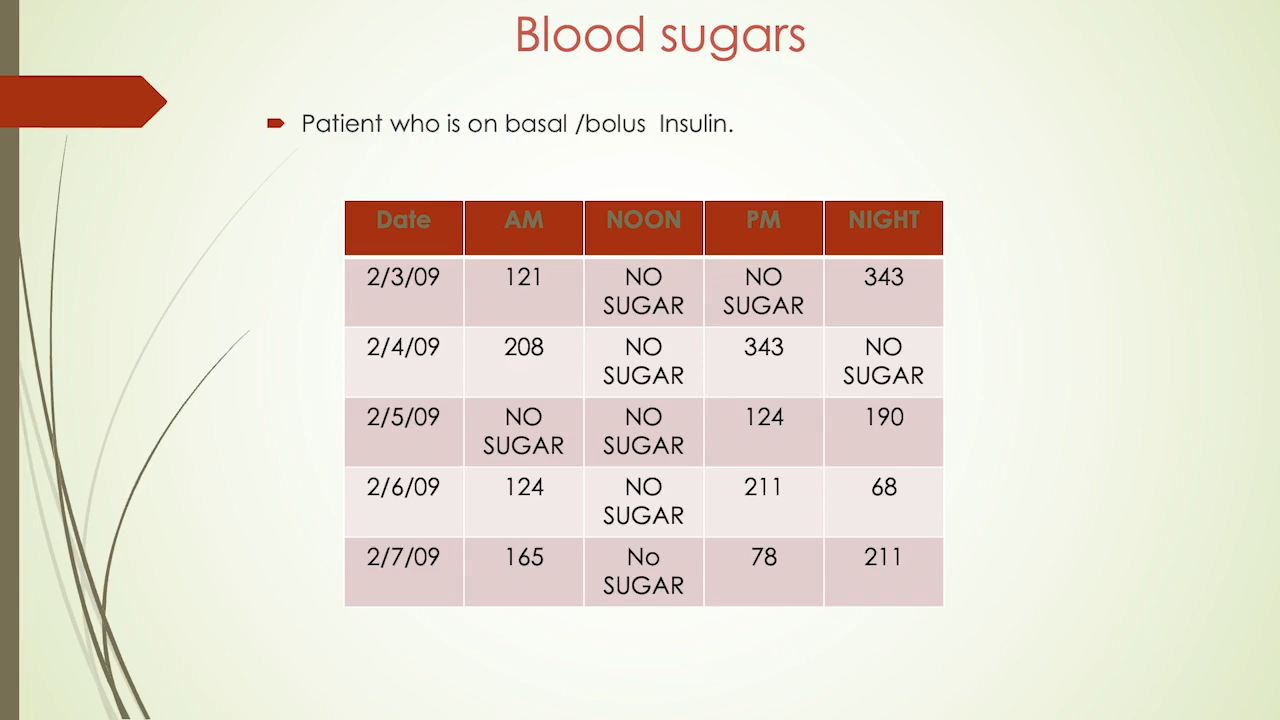 Blood sugars
Patient who is on basal /bolus Insulin.
Date AM NOON PM NIGHT
2/3/09 121 NO SUGAR NO SUGAR 343
2/4/09 208 NO SUGAR 343 NO SUGAR
2/5/09 NO SUGAR NO SUGAR 124 190
2/6/09 124 NO SUGAR 211 68
2/7/09 165 No SUGAR 78 211